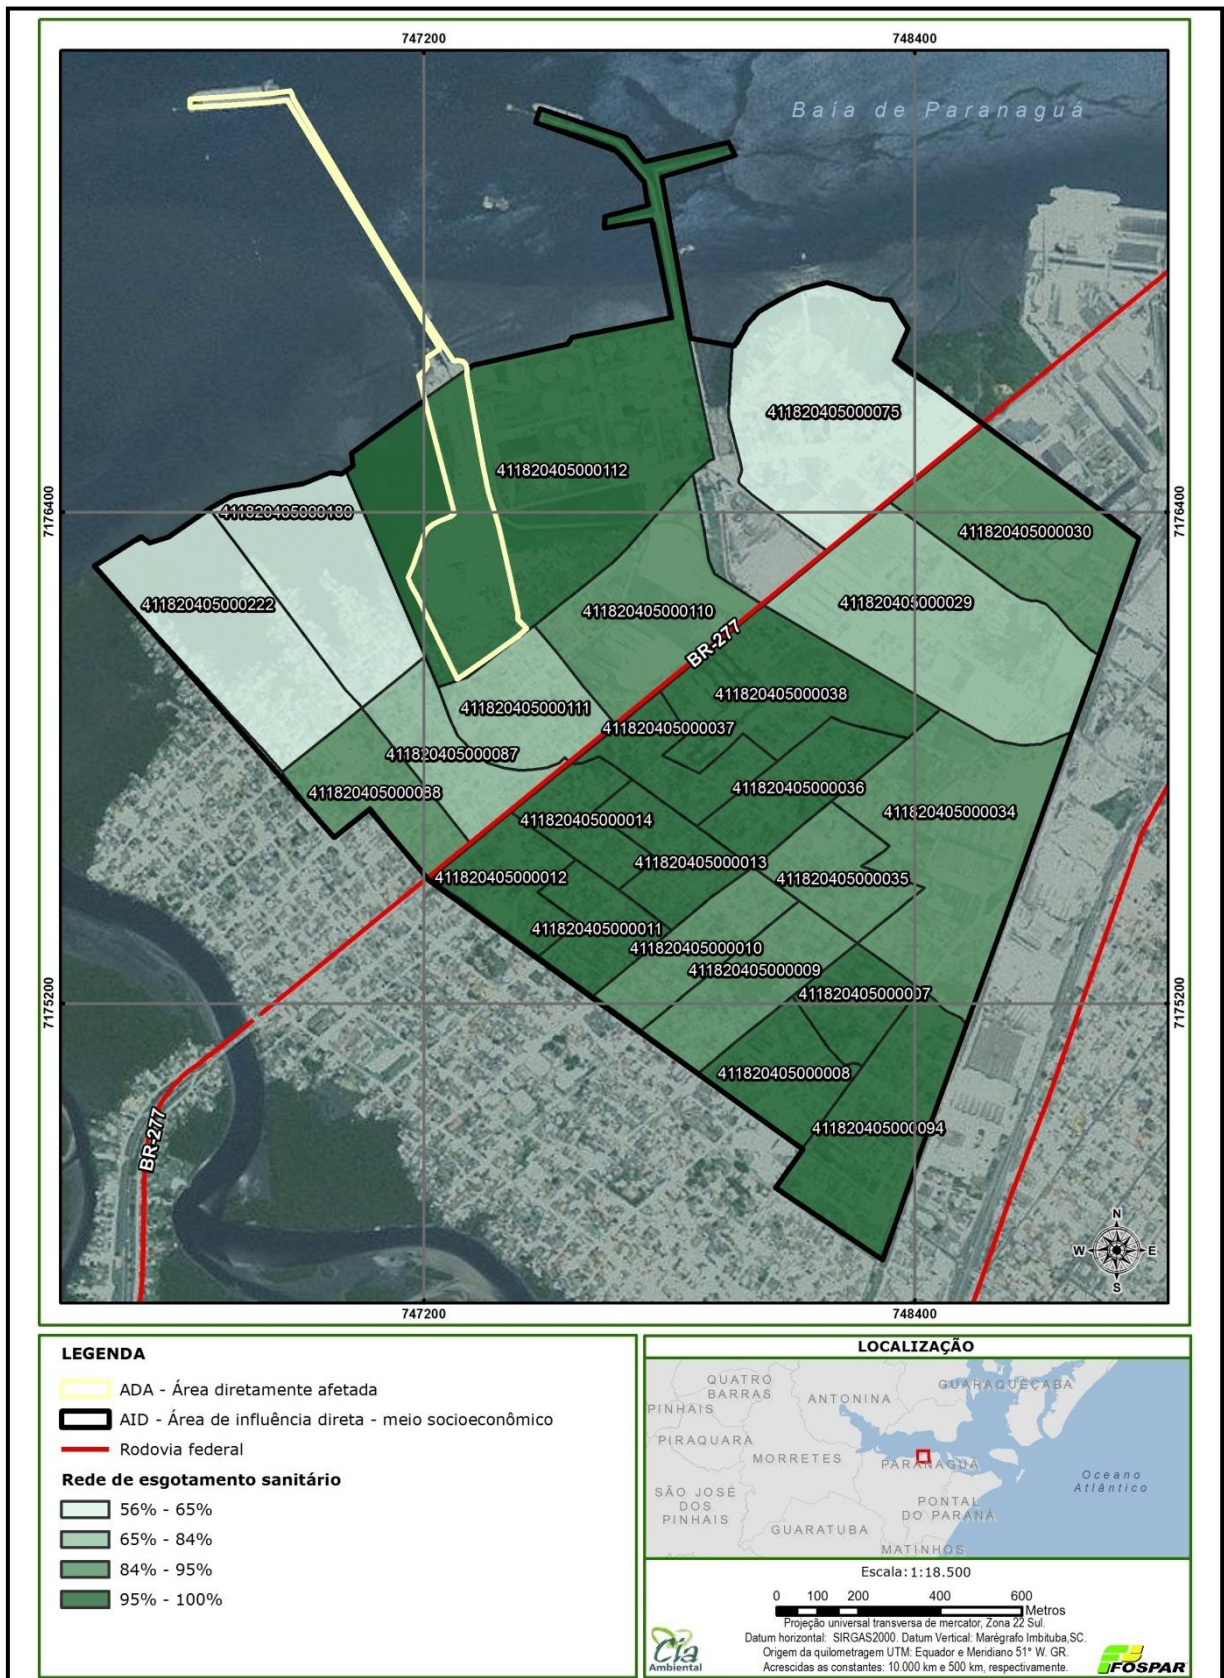 747200
748400
Baía de Paranaguá
411820405000075
411820405000112
7176400
7176400
411820405000180
411820405000030
411820405000222
411820405000029
411820405000110
BR-277
411820405000038
411820405000111
411820405000037
411820405000087
411820405000036
411820405000088
411820405000034
411820405000014
411820405000013
411820405000012
411820405000035
411820405000011
411820405000010
411820405000009
411820405000007
7175200
7175200
411820405000008
411820405000094
BR-277
N
W
E
S
747200
748400
LEGENDA
ADA - Área diretamente afetada
AID - Área de influência direta - meio socioeconômico
Rodovia federal
Rede de esgotamento sanitário
56% - 65%
65% - 84%
84% - 95%
95% - 100%
LOCALIZAÇÃO
QUATRO
BARRAS
GUARAQUEÇABA
ANTONINA
PINHAIS
PIRAQUARA
MORRETES
PARANAGUÁ
Oceano
Atlântico
SÃO JOSÉ
DOS
PINHAIS
PONTAL
DO PARANÁ
GUARATUBA
MATINHOS
Escala: 1:18.500
0 100 200 400 600
Metros
Projeção universal transversa de mercator, Zona 22 Sul.
Datum horizontal: SIRGAS2000. Datum Vertical: Marégrafo Imbituba,SC.
Origem da quilometragem UTM: Equador e Meridiano 51° W. GR.
Acrescidas as constantes: 10.000 km e 500 km, respectivamente.
Cia
Ambiental
FOSPAR